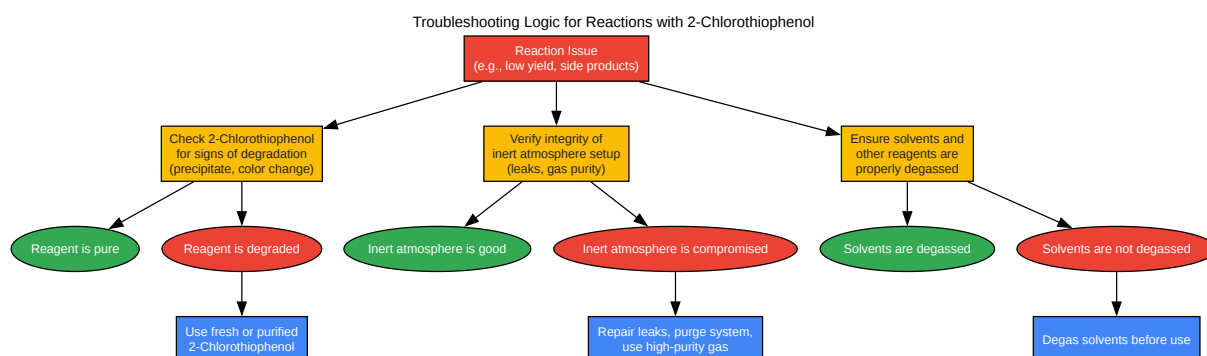 Troubleshooting Logic for Reactions with 2-Chlorothiophenol
Reaction Issue
(e.g., low yield, side products)
Check 2-Chlorothiophenol
for signs of degradation
(precipitate, color change)
Verify integrity of
inert atmosphere setup
(leaks, gas purity)
Ensure solvents and
other reagents are
properly degassed
Reagent is pure
Reagent is degraded
Inert atmosphere is good
Inert atmosphere is compromised
Solvents are degassed
Solvents are not degassed
Use fresh or purified
2-Chlorothiophenol
Repair leaks, purge system,
use high-purity gas
Degas solvents before use